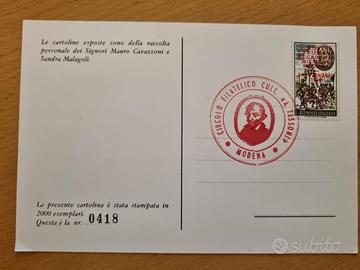 Le cartoline esposte sono della raccolta
personale dei Signori Mauro Cavazzoni e
Sandra Malagoli.
CIRCOLO FILATELICO CULT. «A. TASSONI»
MODENA
POSTE ITALIANE
La presente cartolina è stata stampata in
2000 esemplari.
Questa è la nr. 0418
subito